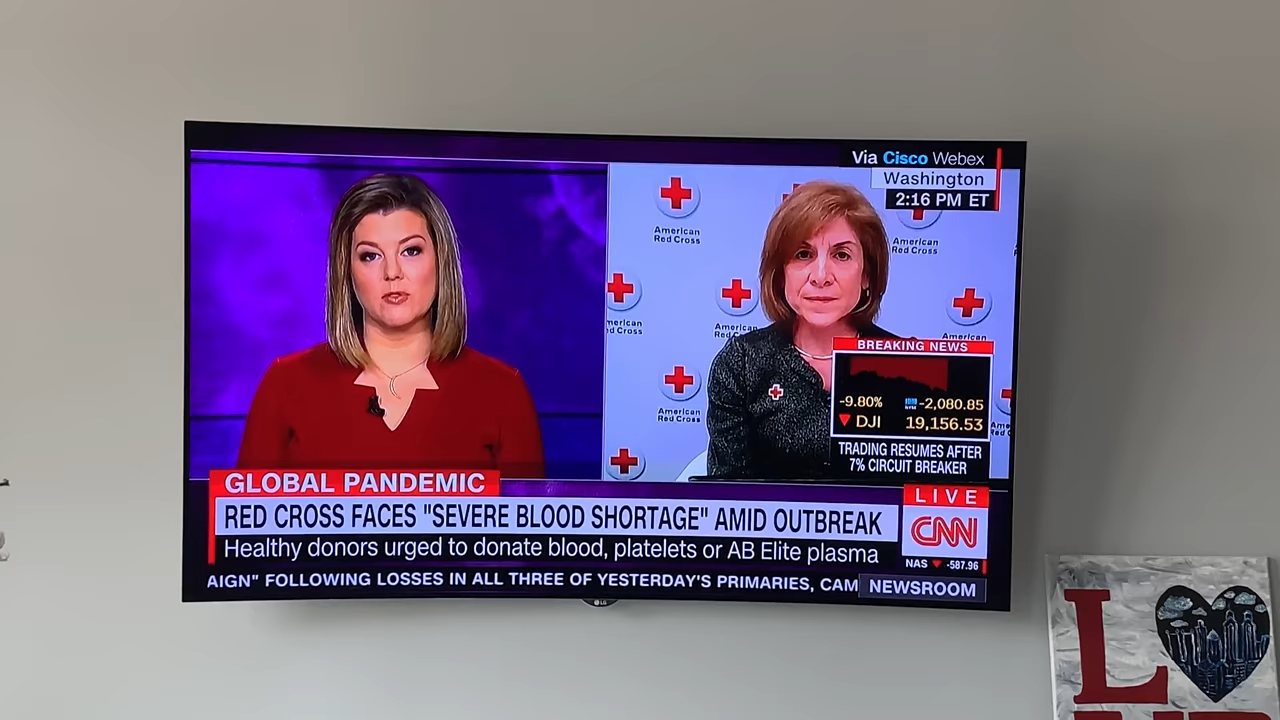 Via Cisco Webex
Washington
2:16 PM ET
American
Red Cross
American
Red Cross
merican
d Cross
American
Red C
American
American
Red Cross
BREAKING NEWS
-9.80% -2,080.85
DJI 19,156.53
TRADING RESUMES AFTER
7% CIRCUIT BREAKER
GLOBAL PANDEMIC
RED CROSS FACES "SEVERE BLOOD SHORTAGE" AMID OUTBREAK
Healthy donors urged to donate blood, platelets or AB Elite plasma
LIVE
CNN
NAS -587.96
AIGN" FOLLOWING LOSSES IN ALL THREE OF YESTERDAY'S PRIMARIES, CAM
NEWSROOM
LG
L